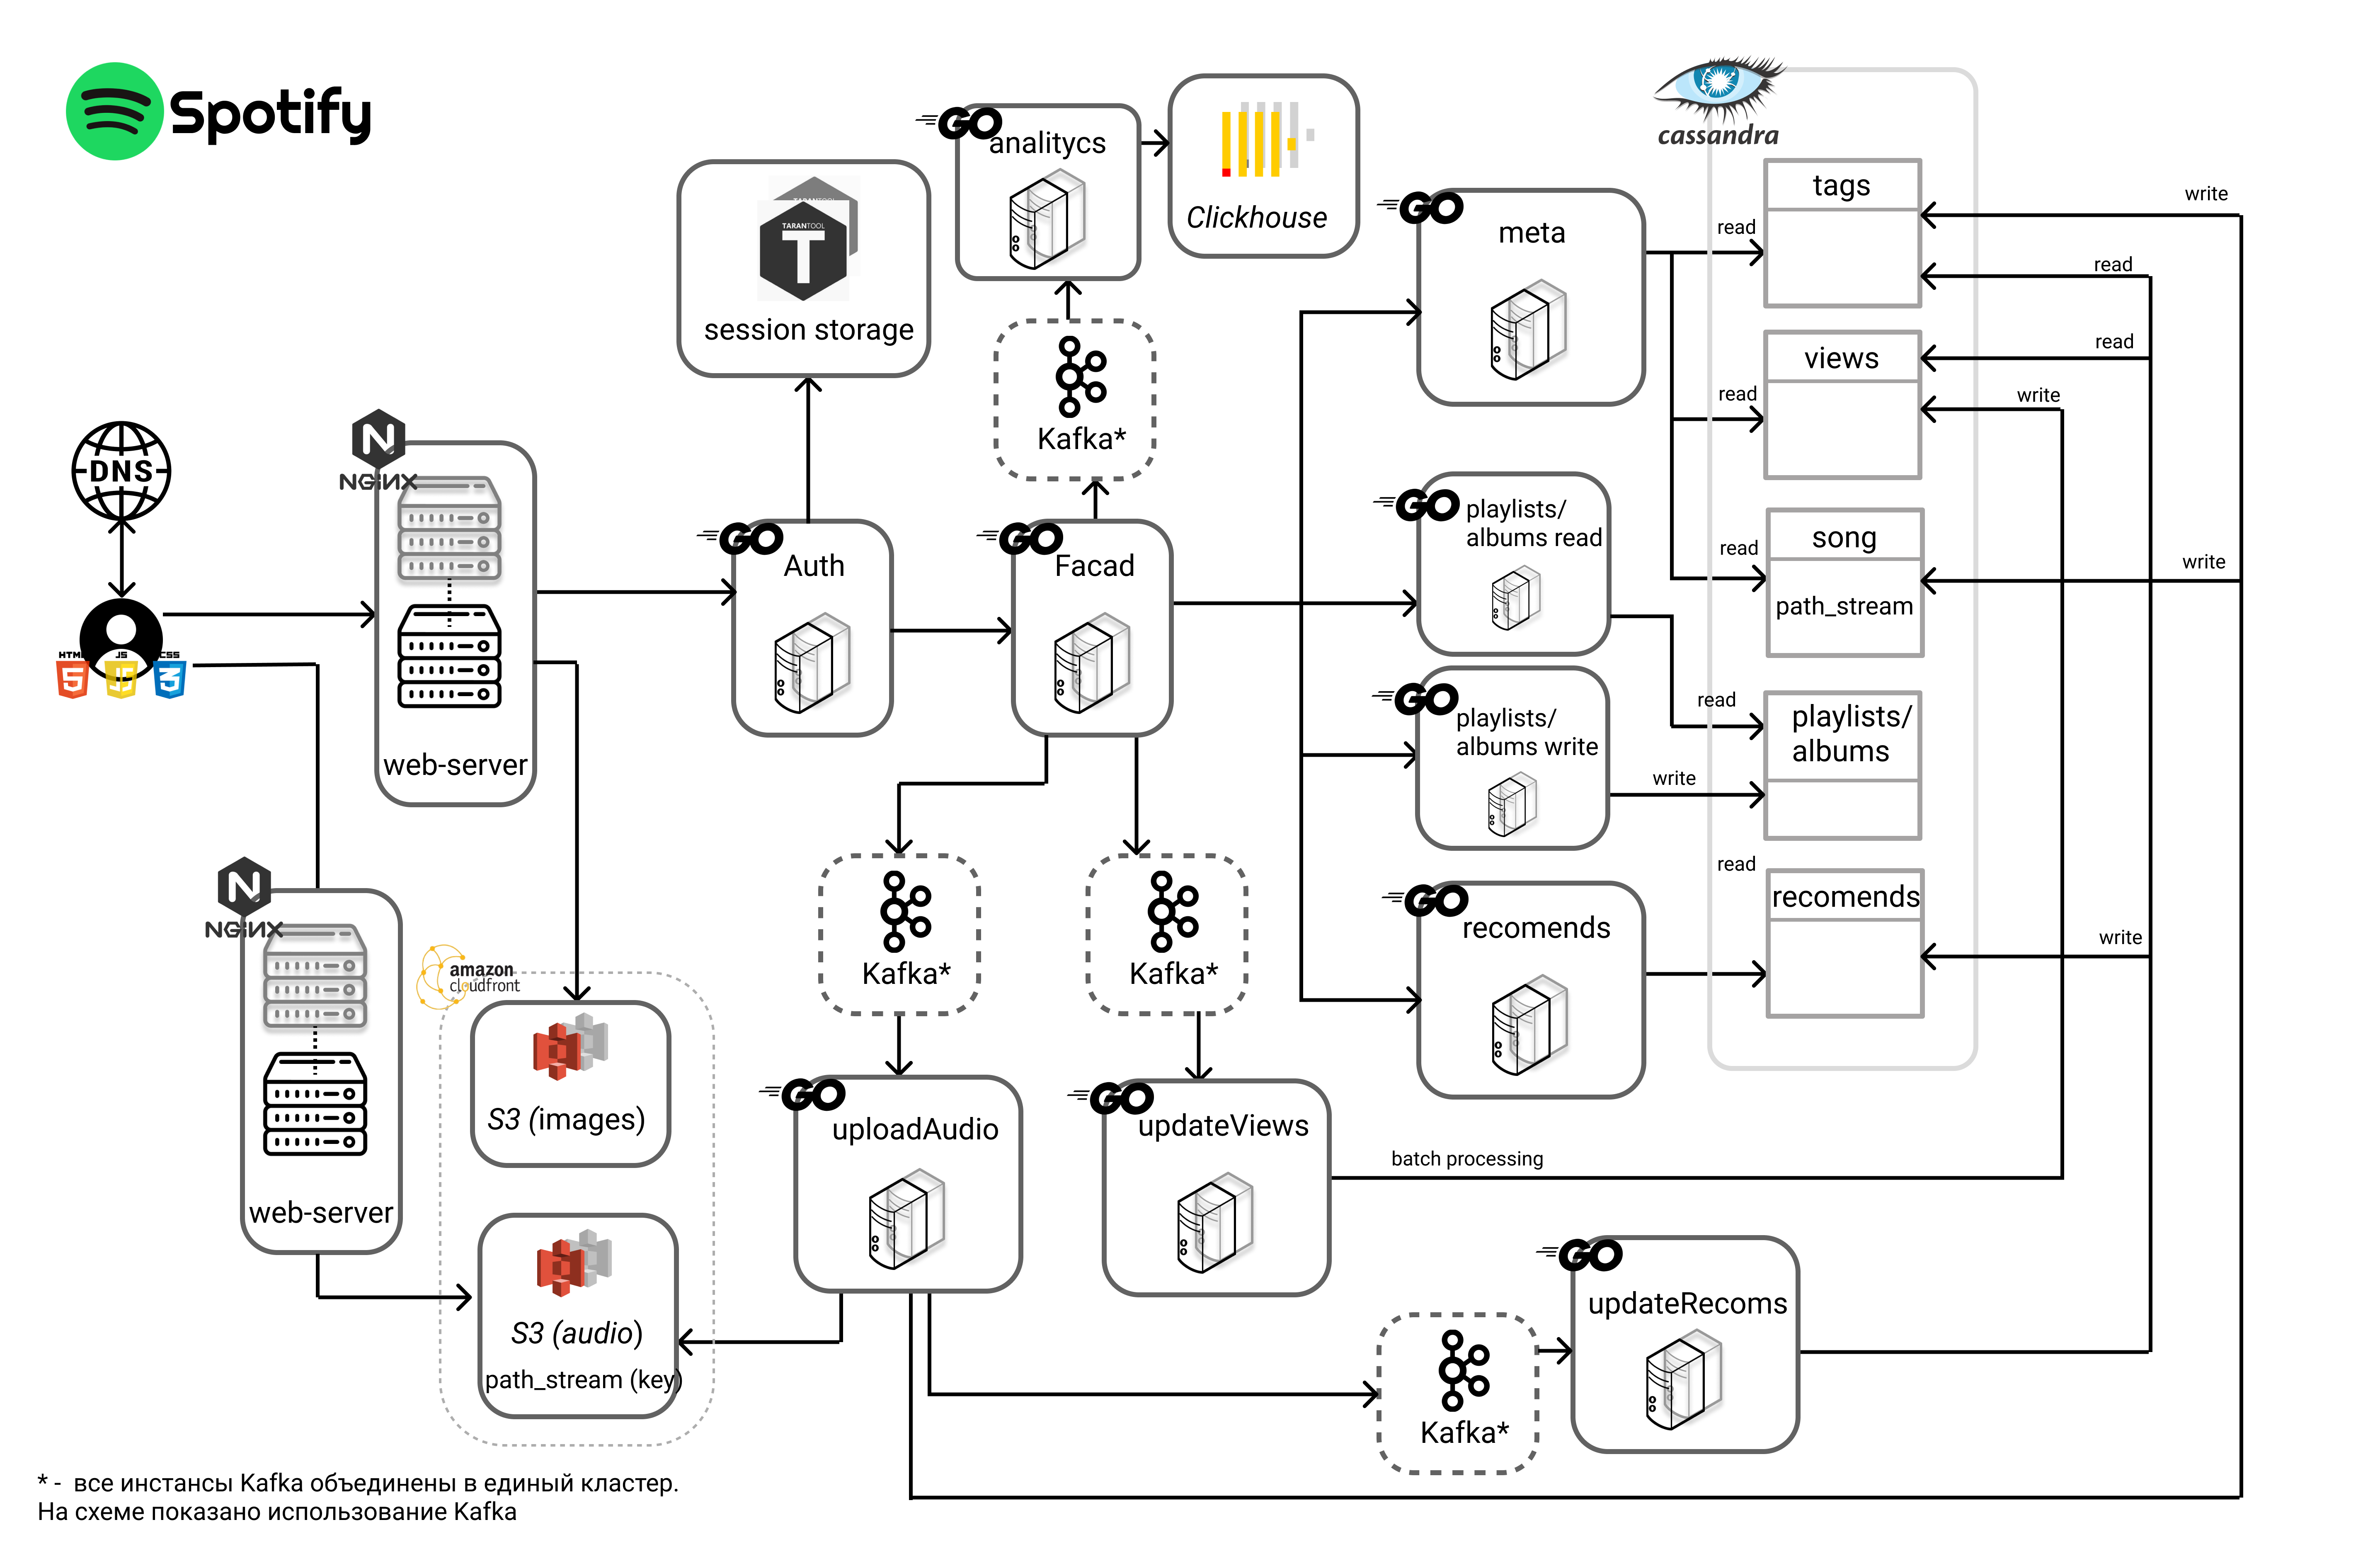 Spotify
DNS
HTML
JS
CSS
5
JS
3
N
NGiNX
web-server
N
NGiNX
web-server
amazon
cloudfront
S3 (images)
S3 (audio)
path_stream (key)
TARANTOOL
TARANTOOL
T
session storage
GO
Auth
GO
analitycs
Clickhouse
Kafka*
GO
Facad
Kafka*
Kafka*
GO
uploadAudio
GO
updateViews
batch processing
Kafka*
GO
updateRecoms
GO
meta
GO
playlists/
albums read
GO
playlists/
albums write
GO
recomends
cassandra
read
tags
write
read
read
views
read
write
read
song
path_stream
write
read
playlists/
albums
write
read
recomends
write
* - все инстансы Kafka объединены в единый кластер.
На схеме показано использование Kafka